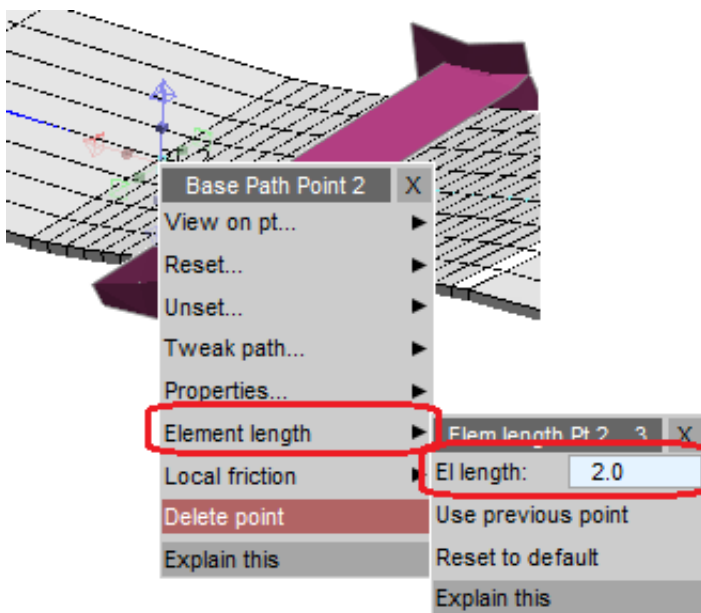 Base Path Point 2 X
View on pt...
Reset...
Unset...
Tweak path...
Properties...
Element length
Local friction
Delete point
Explain this
Elem length Pt 2 .. 3 X
El length: 2.0
Use previous point
Reset to default
Explain this